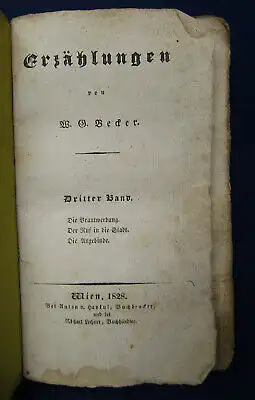 Erzählungen
von
W. G. Becker.
Dritter Band.
Die Brautwerbung.
Der Ruf in die Stadt.
Die Angebinde.
Wien, 1828.
Bei Anton v. Haykul, Buchdrucker,
und bei
Michael Lechner, Buchhändler.